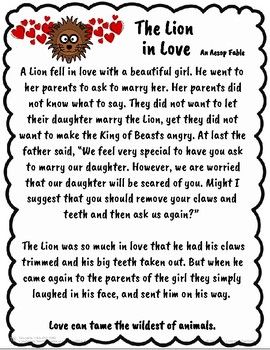 The Lion
in Love An Aesop Fable
A Lion fell in love with a beautiful girl. He went to
her parents to ask to marry her. Her parents did
not know what to say. They did not want to let
their daughter marry the Lion, yet they did not
want to make the King of Beasts angry. At last the
father said, "We feel very special to have you ask
to marry our daughter. However, we are worried
that our daughter will be scared of you. Might I
suggest that you should remove your claws and
teeth and then ask us again?"
The Lion was so much in love that he had his claws
trimmed and his big teeth taken out. But when he
came again to the parents of the girl they simply
laughed in his face, and sent him on his way.
Love can tame the wildest of animals.